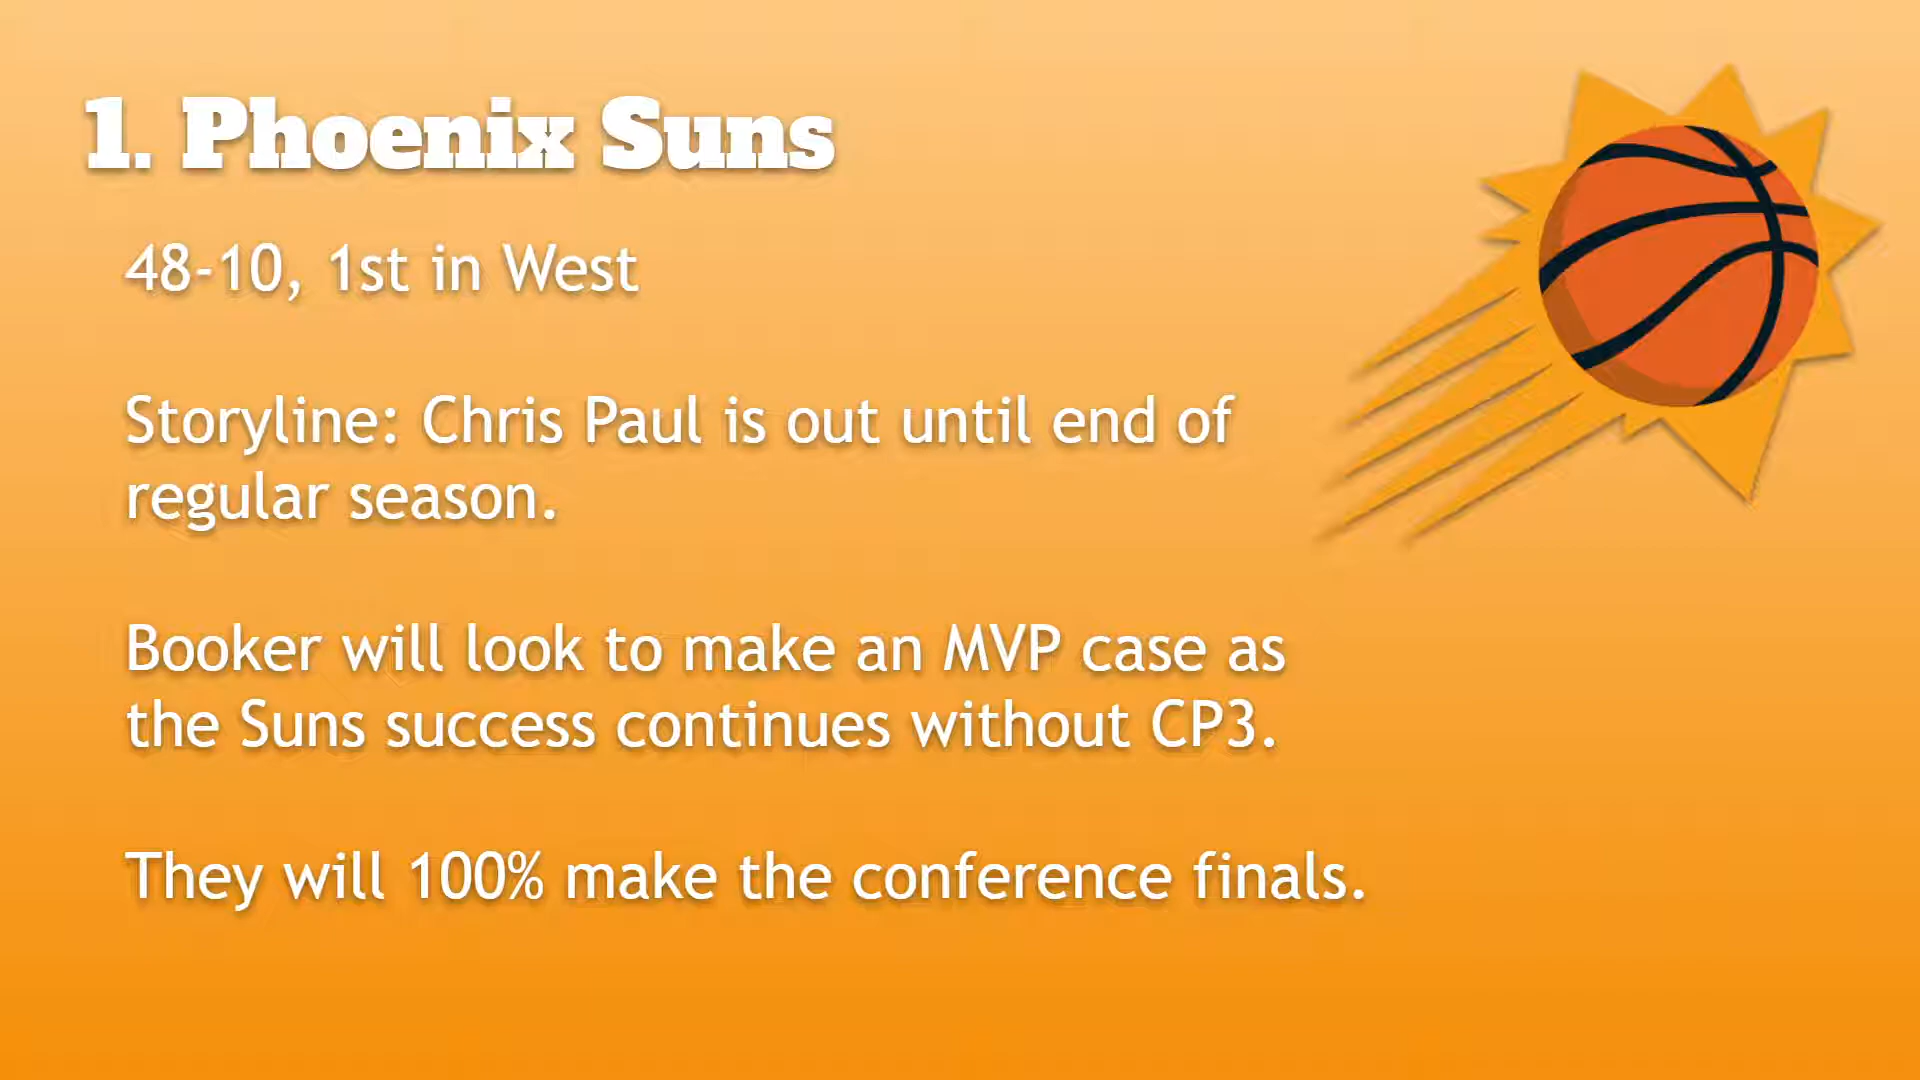 1. Phoenix Suns
48-10, 1st in West
Storyline: Chris Paul is out until end of
regular season.
Booker will look to make an MVP case as
the Suns success continues without CP3.
They will 100% make the conference finals.